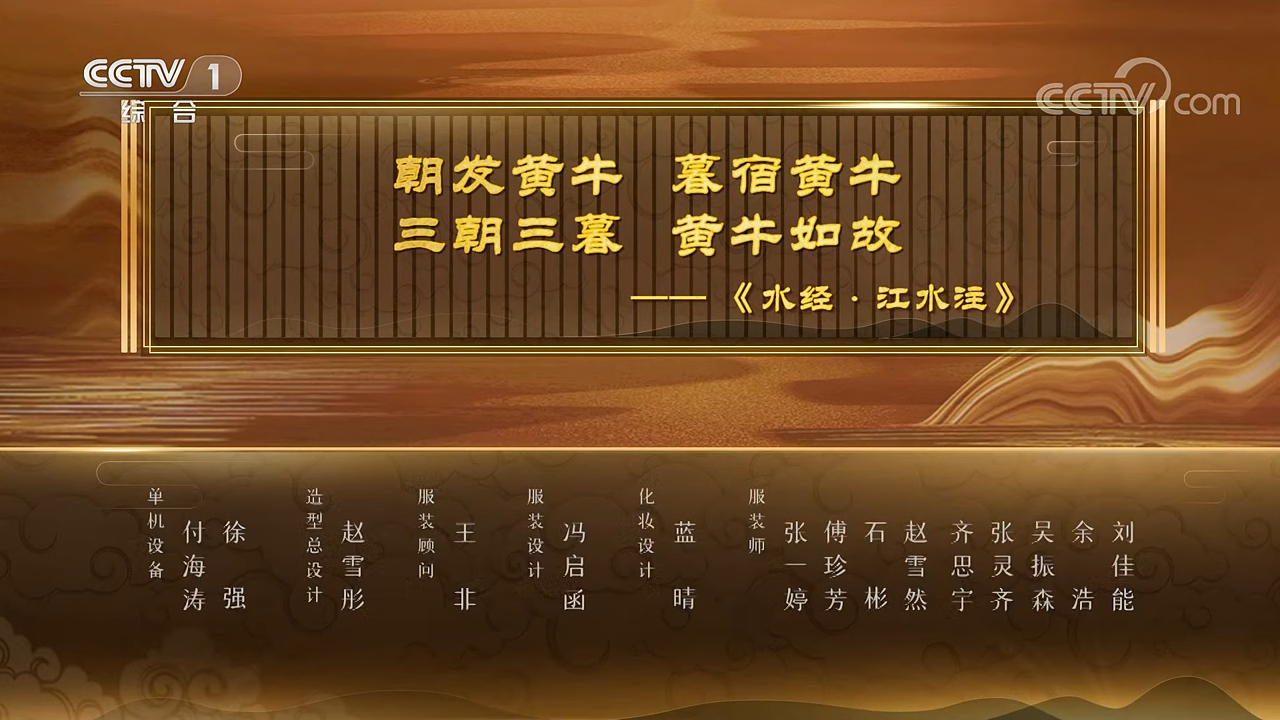 CCTV 1
综合
CCTV com
朝发黄牛 暮宿黄牛
三朝三暮 黄牛如故
——《水经·江水注》
单机设备
付海涛
徐强
造型总设计
赵雪彤
服装顾问
王非
服装设计
冯启函
化妆设计
蓝晴
服装师
张一婷
傅珍芳
石彬
赵雪然
齐思宇
张灵齐
吴振森
余浩
刘佳能